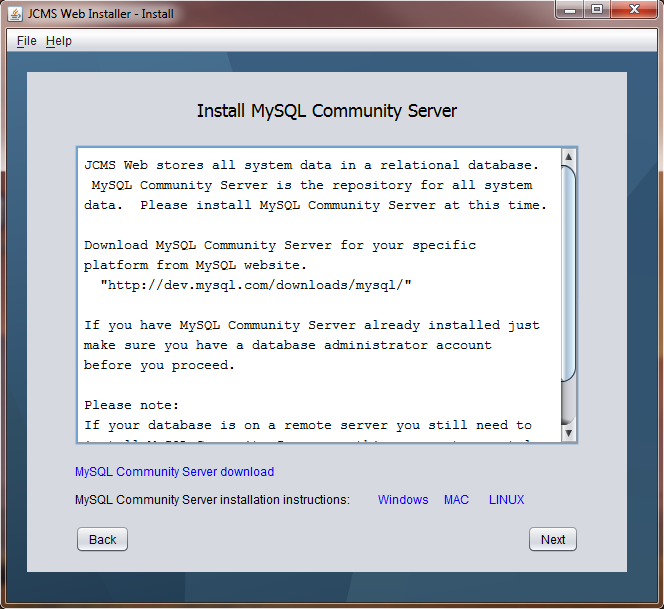 JCMS Web Installer - Install
File Help
Install MySQL Community Server
JCMS Web stores all system data in a relational database.
MySQL Community Server is the repository for all system
data.  Please install MySQL Community Server at this time.
Download MySQL Community Server for your specific
platform from MySQL website.
"http://dev.mysql.com/downloads/mysql/"
If you have MySQL Community Server already installed just
make sure you have a database administrator account
before you proceed.
Please note:
If your database is on a remote server you still need to
MySQL Community Server download
MySQL Community Server installation instructions: Windows MAC LINUX
Back Next